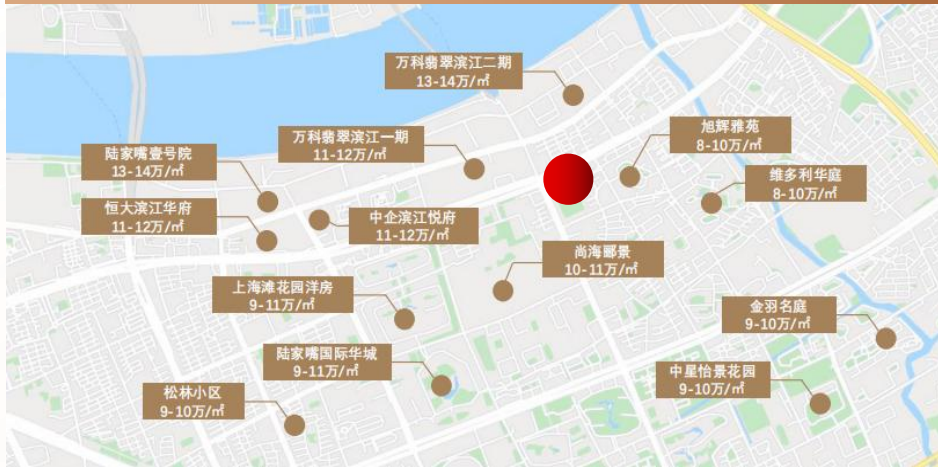 万科翡翠滨江二期
13-14万/㎡
万科翡翠滨江一期
11-12万/㎡
旭辉雅苑
8-10万/㎡
陆家嘴壹号院
13-14万/㎡
维多利华庭
8-10万/㎡
恒大滨江华府
11-12万/㎡
中企滨江悦府
11-12万/㎡
尚海郦景
10-11万/㎡
上海滩花园洋房
9-11万/㎡
金羽名庭
9-10万/㎡
陆家嘴国际华城
9-11万/㎡
中星怡景花园
9-10万/㎡
松林小区
9-10万/㎡